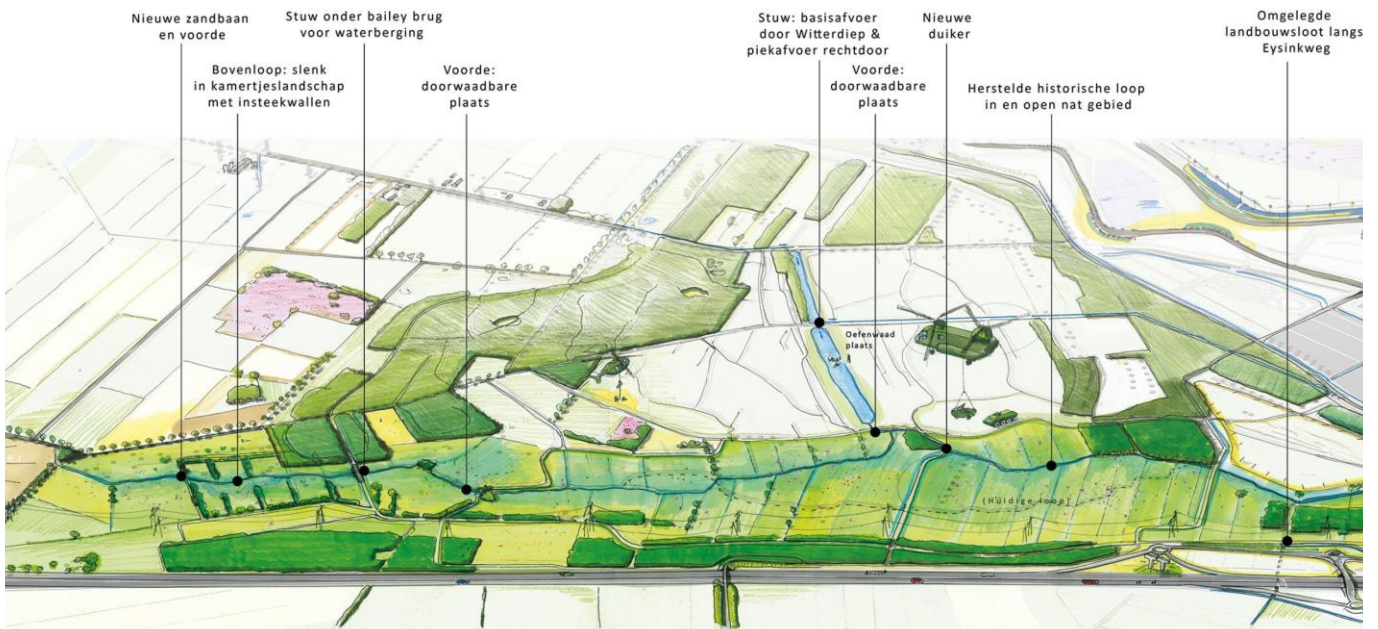 Nieuwe zandbaan
en voorde
Stuw onder bailey brug
voor waterberging
Bovenloop: slenk
in kamertjeslandschap
met insteekwallen
Voorde:
doorwaadbare
plaats
Stuw: basisafvoer
door Witterdiep &
piekafvoer rechtdoor
Voorde:
doorwaadbare
plaats
Nieuwe
duiker
Herstelde historische loop
in en open nat gebied
Omgelegde
landbouwsloot langs
Eysinkweg
Oefenwaad
plaats
(Huidige loop)